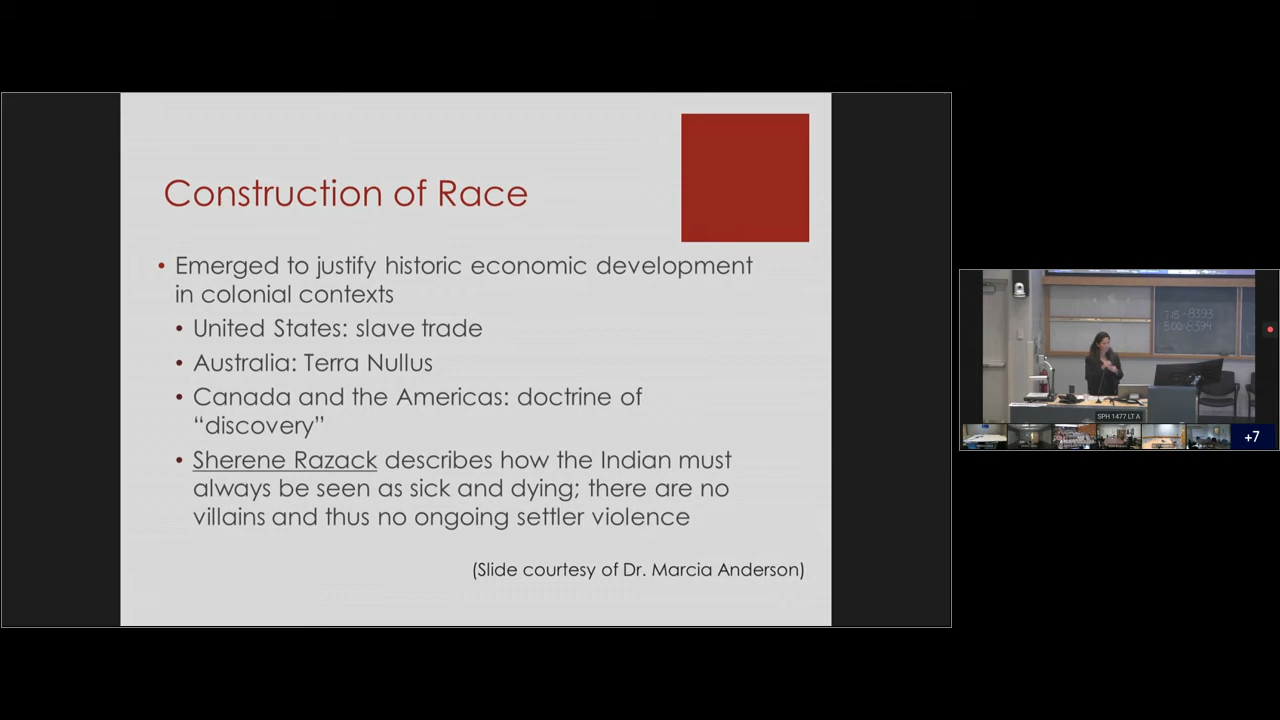 Construction of Race
• Emerged to justify historic economic development
in colonial contexts
• United States: slave trade
• Australia: Terra Nullus
• Canada and the Americas: doctrine of
“discovery”
• Sherene Razack describes how the Indian must
always be seen as sick and dying; there are no
villains and thus no ongoing settler violence
(Slide courtesy of Dr. Marcia Anderson)
SPH 1477 LT A
+7